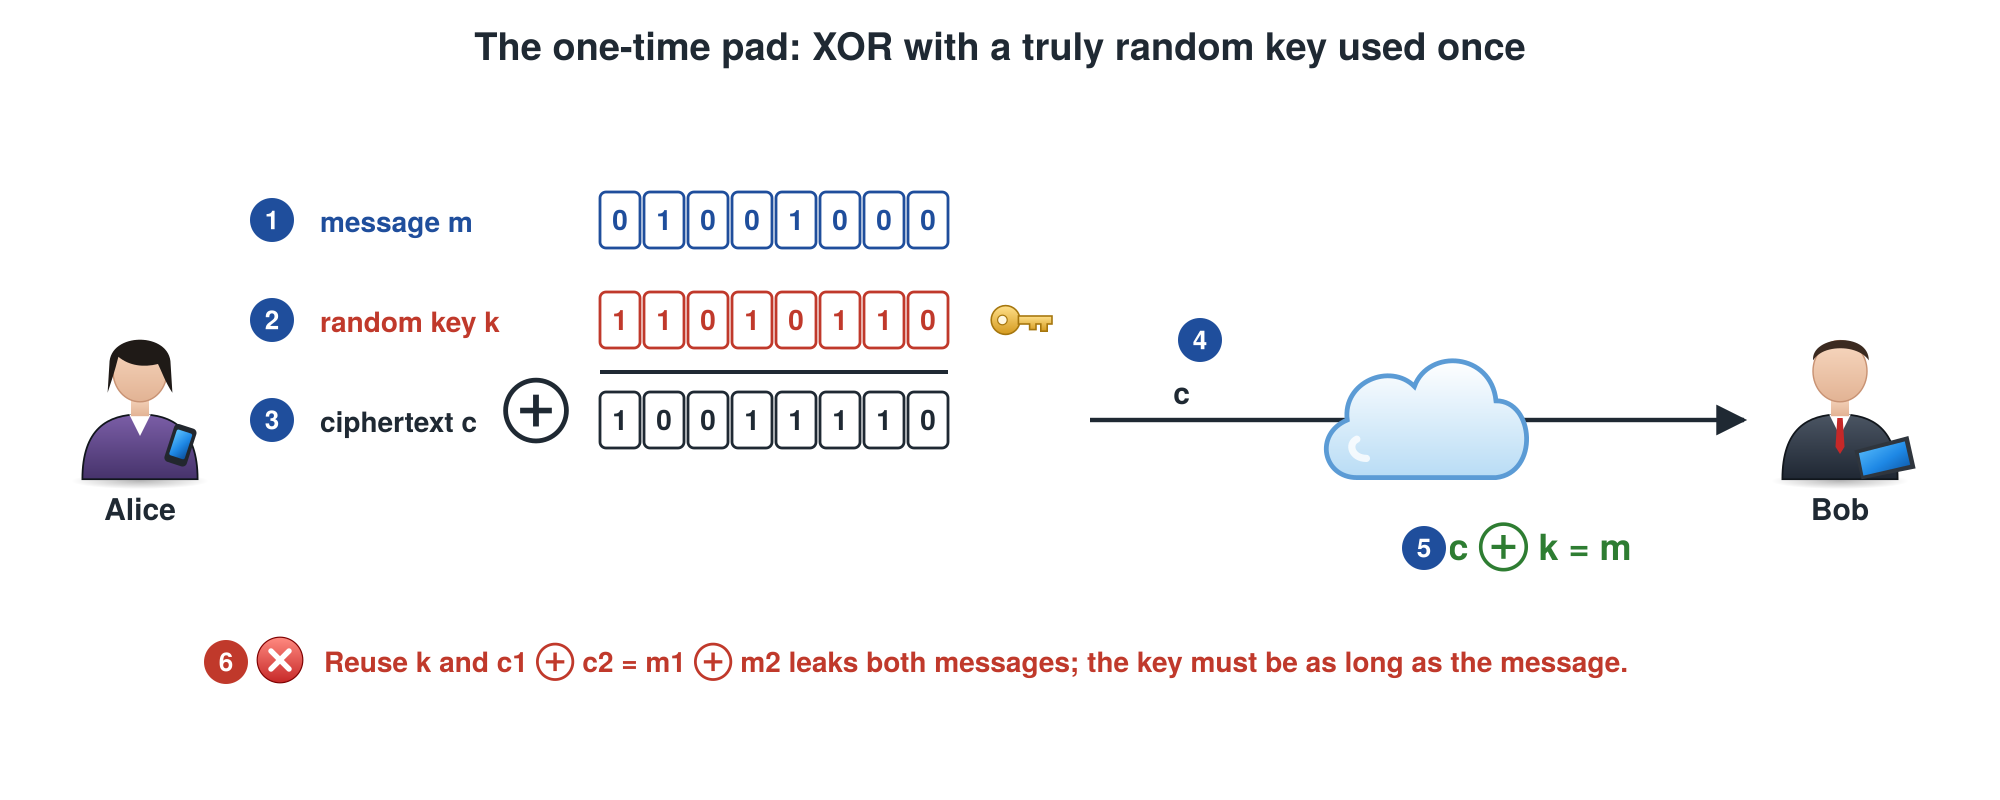 The one-time pad: XOR with a truly random key used once
1 message m 0 1 0 0 1 0 0 0
2 random key k 1 1 0 1 0 1 1 0
3 ciphertext c + 1 0 0 1 1 1 1 0
4
c
Alice
Bob
5 c ⊕ k = m
6 Reuse k and c1 ⊕ c2 = m1 ⊕ m2 leaks both messages; the key must be as long as the message.